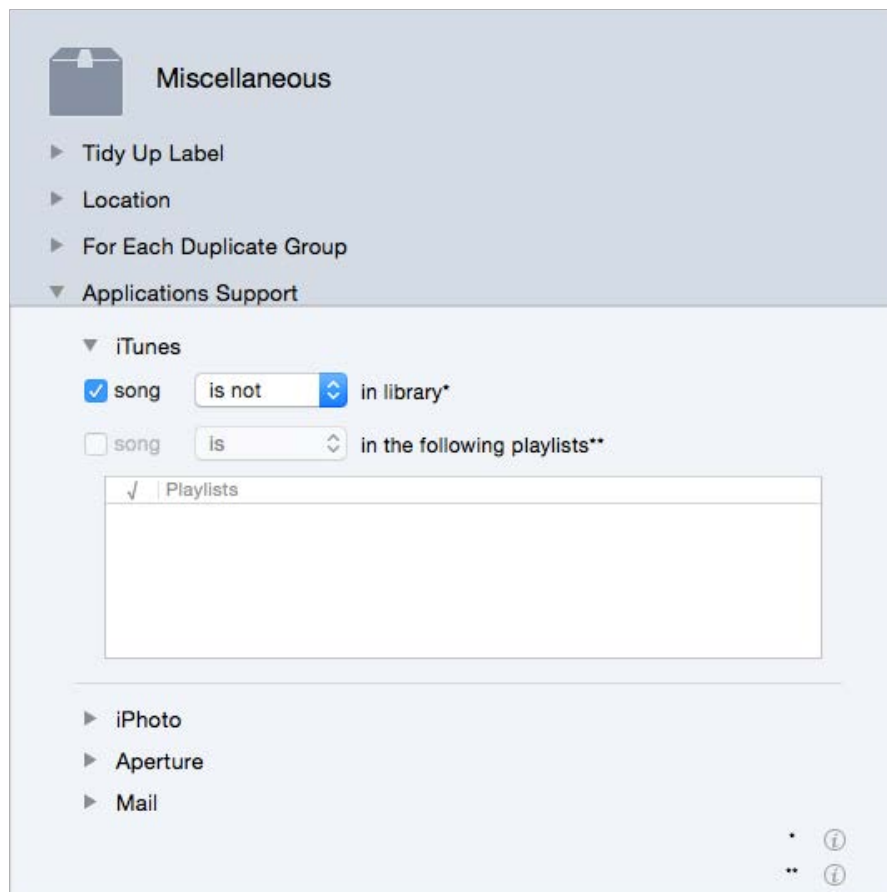 Miscellaneous
Tidy Up Label
Location
For Each Duplicate Group
Applications Support
iTunes
song is not in library*
song is in the following playlists**
√ Playlists
iPhoto
Aperture
Mail
*
**